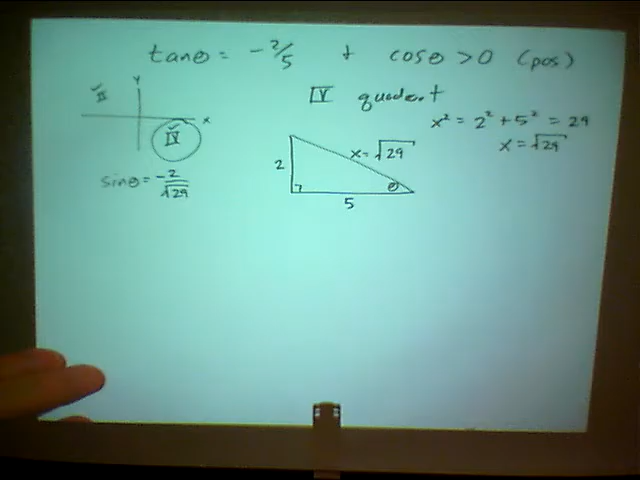 tanθ = -2/5 + cosθ >0 (pos)
Y
II
IV quadent
x
x² = 2² + 5² = 29
IV
x = √29
x = √29
2
θ
sinθ = -2/√29
5